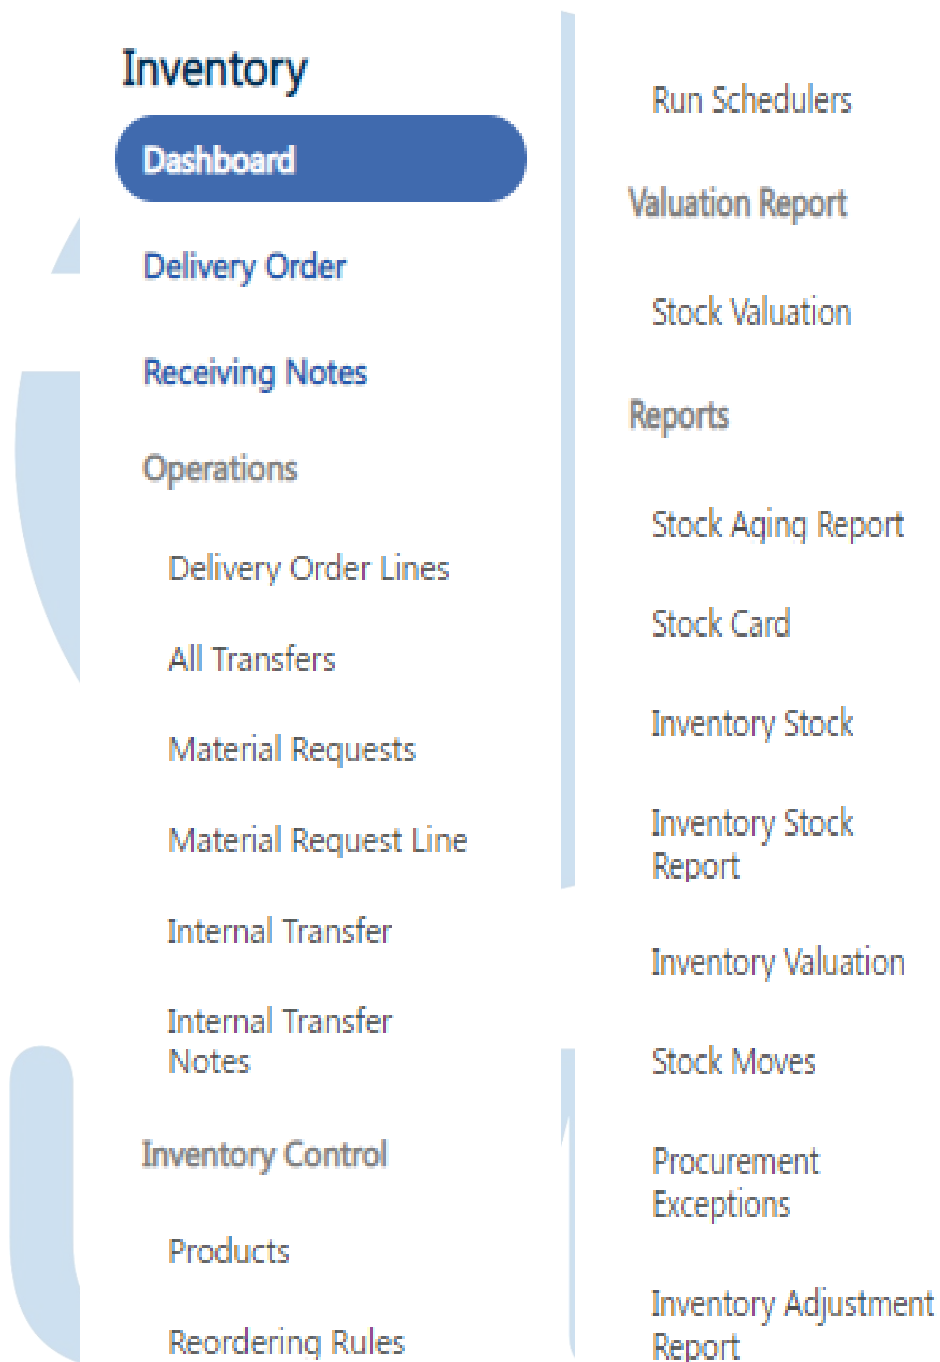 Inventory
Dashboard
Delivery Order
Receiving Notes
Operations
Delivery Order Lines
All Transfers
Material Requests
Material Request Line
Internal Transfer
Internal Transfer
Notes
Inventory Control
Products
Reordering Rules
Run Schedulers
Valuation Report
Stock Valuation
Reports
Stock Aging Report
Stock Card
Inventory Stock
Inventory Stock
Report
Inventory Valuation
Stock Moves
Procurement
Exceptions
Inventory Adjustment
Report